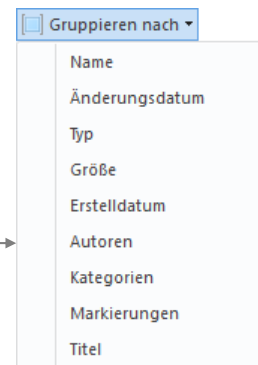 Gruppieren nach
Name
Änderungsdatum
Typ
Größe
Erstelldatum
Autoren
Kategorien
Markierungen
Titel